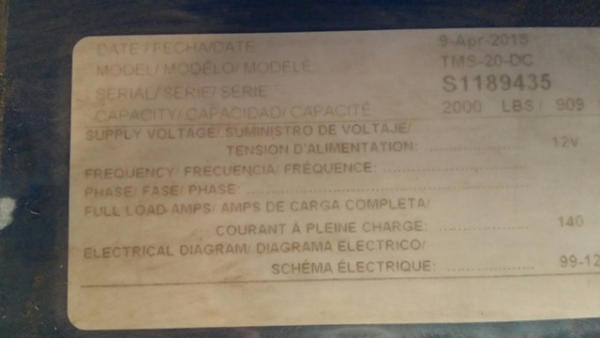 DATE / FECHA/DATE 9-Apr-2015
MODEL/ MODELO/ MODELE TMS-20-DC
SERIAL/ SERIE/ SÉRIE S1189435
CAPACITY/ CAPACIDAD/ CAPACITÉ 2000 LBS / 909
SUPPLY VOLTAGE/ SUMINISTRO DE VOLTAJE/
TENSION D'ALIMENTATION: 12V
FREQUENCY/ FRECUENCIA/ FRÉQUENCE:
PHASE/ FASE/ PHASE:
FULL LOAD AMPS/ AMPS DE CARGA COMPLETA/
COURANT À PLEINE CHARGE: 140
ELECTRICAL DIAGRAM/ DIAGRAMA ELECTRICO/
SCHÉMA ÉLECTRIQUE: 99-12